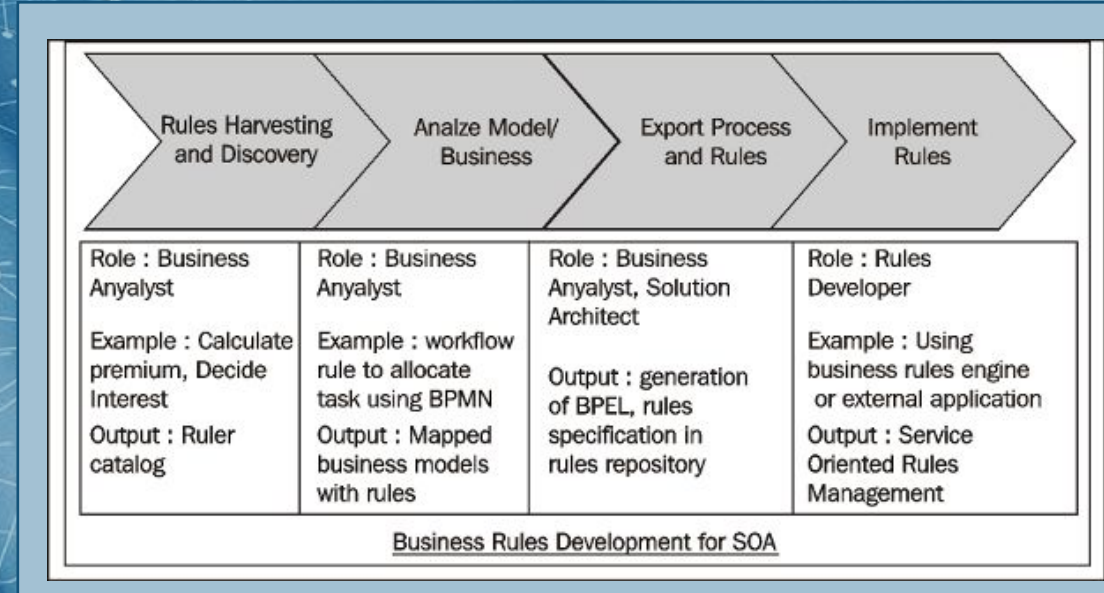 Rules Harvesting
and Discovery
Analze Model/
Business
Export Process
and Rules
Implement
Rules
Role : Business
Anyalyst
Example : Calculate
premium, Decide
Interest
Output : Ruler
catalog
Role : Business
Anyalyst
Example : workflow
rule to allocate
task using BPMN
Output : Mapped
business models
with rules
Role : Business
Anyalyst, Solution
Architect
Output : generation
of BPEL, rules
specification in
rules repository
Role : Rules
Developer
Example : Using
business rules engine
or external application
Output : Service
Oriented Rules
Management
Business Rules Development for SOA